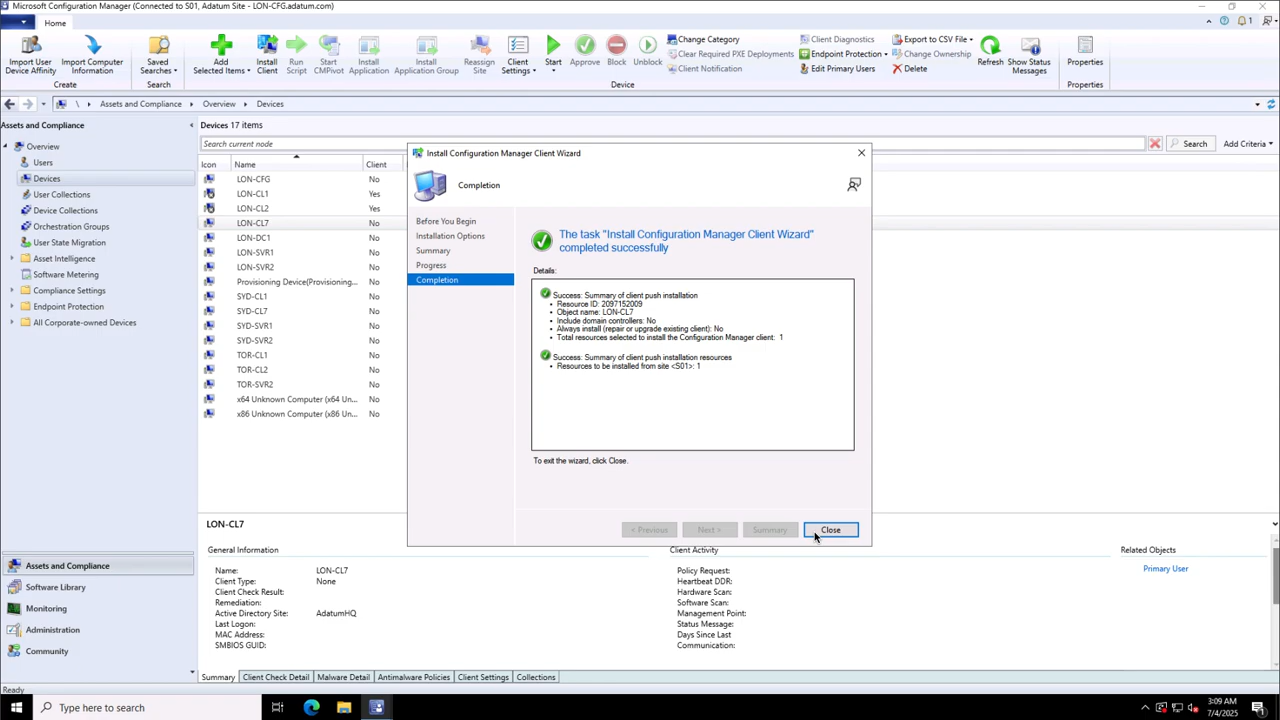 Microsoft Configuration Manager (Connected to S01, Adatum Site - LON-CFG.adatum.com)
Home
Import User
Device Affinity
Import Computer
Information
Create
Saved
Searches
Search
Add
Selected Items
Install
Client
Run
Script
Start
CMPivot
Install
Application
Install
Application Group
Reassign
Site
Client
Settings
Start
Approve
Block
Unblock
Change Category
Clear Required PXE Deployments
Client Notification
Client Diagnostics
Endpoint Protection
Edit Primary Users
Export to CSV File
Change Ownership
Delete
Device
Refresh
Show Status
Messages
Properties
Properties
\ Assets and Compliance Overview Devices
Assets and Compliance
Overview
Users
Devices
User Collections
Device Collections
Orchestration Groups
User State Migration
Asset Intelligence
Software Metering
Compliance Settings
Endpoint Protection
All Corporate-owned Devices
Assets and Compliance
Software Library
Monitoring
Administration
Community
Devices 17 items
Search current node
Search
Add Criteria
Icon Name Client
LON-CFG No
LON-CL1 Yes
LON-CL2 Yes
LON-CL7 No
LON-DC1 No
LON-SVR1 No
LON-SVR2 No
Provisioning Device(Provisioning... No
SYD-CL1 No
SYD-CL7 No
SYD-SVR1 No
SYD-SVR2 No
TOR-CL1 No
TOR-CL2 No
TOR-SVR2 No
x64 Unknown Computer (x64 Un... No
x86 Unknown Computer (x86 Un... No
Install Configuration Manager Client Wizard
Completion
Before You Begin
Installation Options
Summary
Progress
Completion
The task "Install Configuration Manager Client Wizard"
completed successfully
Details:
Success: Summary of client push installation
• Resource ID: 2097152009
• Object name: LON-CL7
• Include domain controllers: No
• Always install (repair or upgrade existing client): No
• Total resources selected to install the Configuration Manager client: 1
Success: Summary of client push installation resources
• Resources to be installed from site <S01>: 1
To exit the wizard, click Close.
< Previous Next > Summary Close
LON-CL7
General Information
Name: LON-CL7
Client Type: None
Client Check Result:
Remediation:
Active Directory Site: AdatumHQ
Last Logon:
MAC Address:
SMBIOS GUID:
Client Activity
Policy Request:
Heartbeat DDR:
Hardware Scan:
Software Scan:
Management Point:
Status Message:
Days Since Last
Communication:
Related Objects
Primary User
Summary Client Check Detail Malware Detail Antimalware Policies Client Settings Collections
Ready
Type here to search
3:09 AM
7/4/2025
1
1